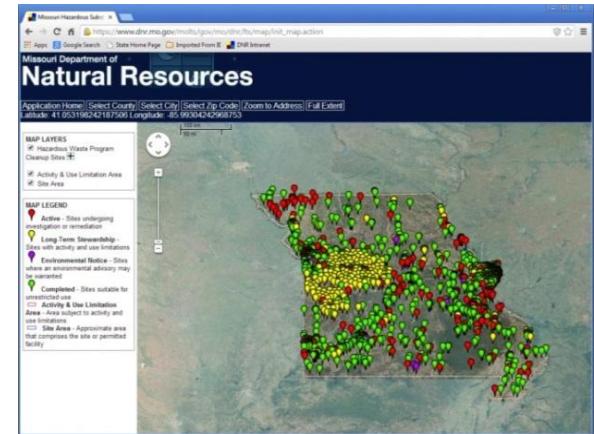 Missouri Hazardous Subst
https://www.dnr.mo.gov/molts/gov/mo/dnr/fts/map/init_map.action
Apps Google Search State Home Page Imported From IE DNR Intranet
Missouri Department of
Natural Resources
Application Home Select County Select City Select Zip Code Zoom to Address Full Extent
Latitude: 41.053198242187506 Longitude: -85.99304242968753
100 km
50 mi
MAP LAYERS
Hazardous Waste Program
Cleanup Sites
Activity & Use Limitation Area
Site Area
MAP LEGEND
Active - Sites undergoing
investigation or remediation
Long-Term Stewardship -
Sites with activity and use limitations
Environmental Notice - Sites
where an environmental advisory may
be warranted
Completed - Sites suitable for
unrestricted use
Activity & Use Limitation
Area - Area subject to activity and
use limitations
Site Area - Approximate area
that comprises the site or permitted
facility